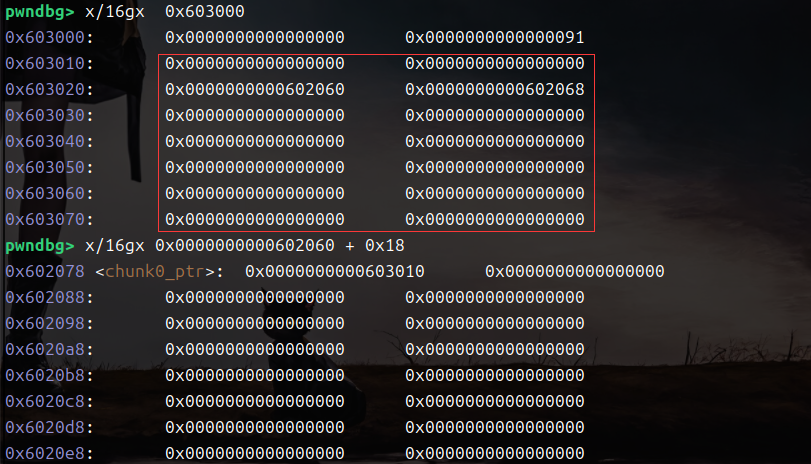 pwndbg> x/16gx  0x603000
0x603000:       0x0000000000000000      0x0000000000000091
0x603010:       0x0000000000000000      0x0000000000000000
0x603020:       0x0000000000602060      0x0000000000602068
0x603030:       0x0000000000000000      0x0000000000000000
0x603040:       0x0000000000000000      0x0000000000000000
0x603050:       0x0000000000000000      0x0000000000000000
0x603060:       0x0000000000000000      0x0000000000000000
0x603070:       0x0000000000000000      0x0000000000000000
pwndbg> x/16gx 0x0000000000602060 + 0x18
0x602078 <chunk0_ptr>:  0x0000000000603010      0x0000000000000000
0x602088:       0x0000000000000000      0x0000000000000000
0x602098:       0x0000000000000000      0x0000000000000000
0x6020a8:       0x0000000000000000      0x0000000000000000
0x6020b8:       0x0000000000000000      0x0000000000000000
0x6020c8:       0x0000000000000000      0x0000000000000000
0x6020d8:       0x0000000000000000      0x0000000000000000
0x6020e8:       0x0000000000000000      0x0000000000000000